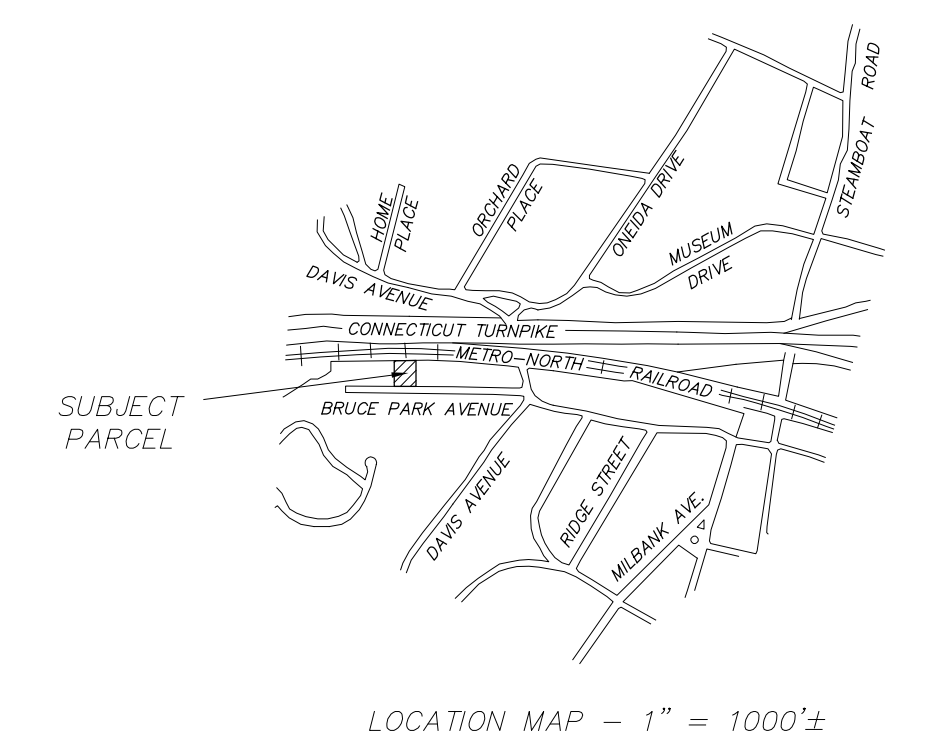 STEAMBOAT ROAD
ORCHARD
PLACE
ONEIDA DRIVE
HOME
PLACE
MUSEUM
DRIVE
DAVIS AVENUE
CONNECTICUT TURNPIKE
METRO-NORTH RAILROAD
SUBJECT
PARCEL
BRUCE PARK AVENUE
DAVIS AVENUE
RIDGE STREET
MILBANK AVE.
LOCATION MAP - 1" = 1000'±